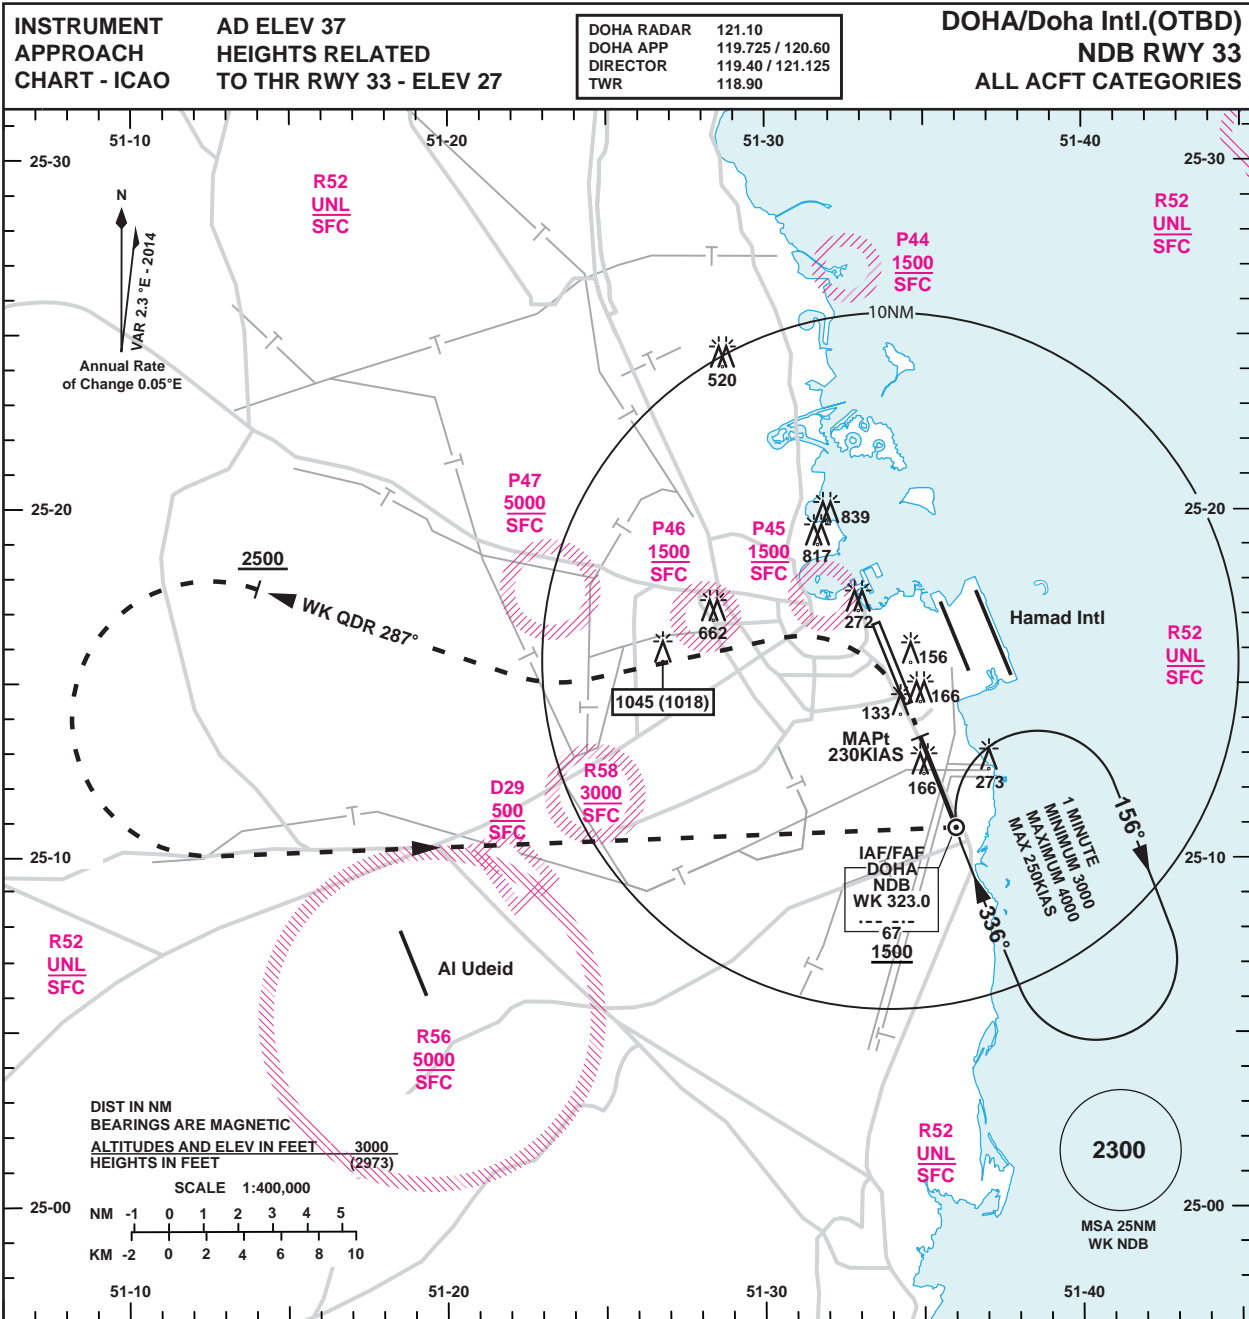 INSTRUMENT
APPROACH
CHART - ICAO
AD ELEV 37
HEIGHTS RELATED
TO THR RWY 33 - ELEV 27
DOHA RADAR 121.10
DOHA APP 119.725 / 120.60
DIRECTOR 119.40 / 121.125
TWR 118.90
DOHA/Doha Intl.(OTBD)
NDB RWY 33
ALL ACFT CATEGORIES
51-10
51-20
51-30
51-40
25-30
25-30
N
VAR 2.3 °E - 2014
Annual Rate
of Change 0.05°E
R52
UNL
SFC
R52
UNL
SFC
P44
1500
SFC
10NM
520
P47
5000
SFC
25-20
25-20
P46
1500
SFC
P45
1500
SFC
839
817
2500
WK QDR 287°
662
272
Hamad Intl
156
R52
UNL
SFC
1045 (1018)
166
133
MAPt
230KIAS
166
273
R58
3000
SFC
D29
500
SFC
156°
1 MINUTE
MINIMUM 3000
MAXIMUM 4000
MAX 250KIAS
25-10
25-10
IAF/FAF
DOHA
NDB
WK 323.0
67
1500
336°
R52
UNL
SFC
Al Udeid
R56
5000
SFC
DIST IN NM
BEARINGS ARE MAGNETIC
ALTITUDES AND ELEV IN FEET 3000
HEIGHTS IN FEET (2973)
SCALE 1:400,000
NM -1 0 1 2 3 4 5
KM -2 0 2 4 6 8 10
R52
UNL
SFC
2300
MSA 25NM
WK NDB
25-00
25-00
51-10
51-20
51-30
51-40